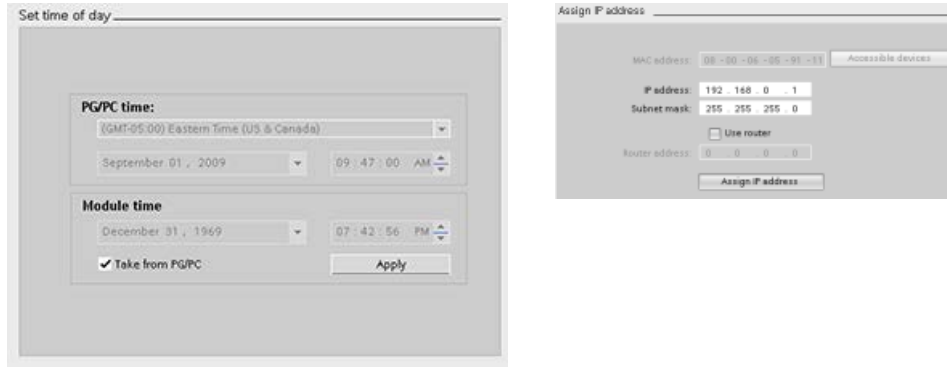 Set time of day
PG/PC time:
(GMT-05:00) Eastern Time (US & Canada)
September 01 , 2009
09 : 47 : 00 AM
Module time
December 31 , 1969
07 : 42 : 56 PM
Take from PG/PC
Apply
Assign IP address
MAC address: 08 - 00 - 06 - 05 - 91 - 11 Accessible devices
IP address: 192 . 168 . 0 . 1
Subnet mask: 255 . 255 . 255 . 0
Use router
Router address: 0 . 0 . 0 . 0
Assign IP address